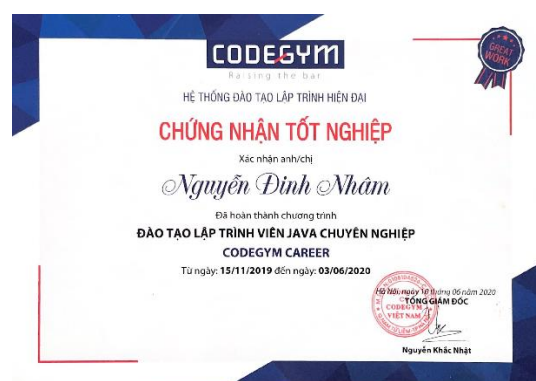 CODEGYM
Raising the bar
GREAT
WORK
HỆ THỐNG ĐÀO TẠO LẬP TRÌNH HIỆN ĐẠI
CHỨNG NHẬN TỐT NGHIỆP
Xác nhận anh/chị
Nguyễn Đình Nhâm
Đã hoàn thành chương trình
ĐÀO TẠO LẬP TRÌNH VIÊN JAVA CHUYÊN NGHIỆP
CODEGYM CAREER
Từ ngày: 15/11/2019 đến ngày: 03/06/2020
Hà Nội, ngày 18 tháng 06 năm 2020
TỔNG GIÁM ĐỐC
CODEGYM
VIỆT NAM
Nguyễn Khắc Nhật